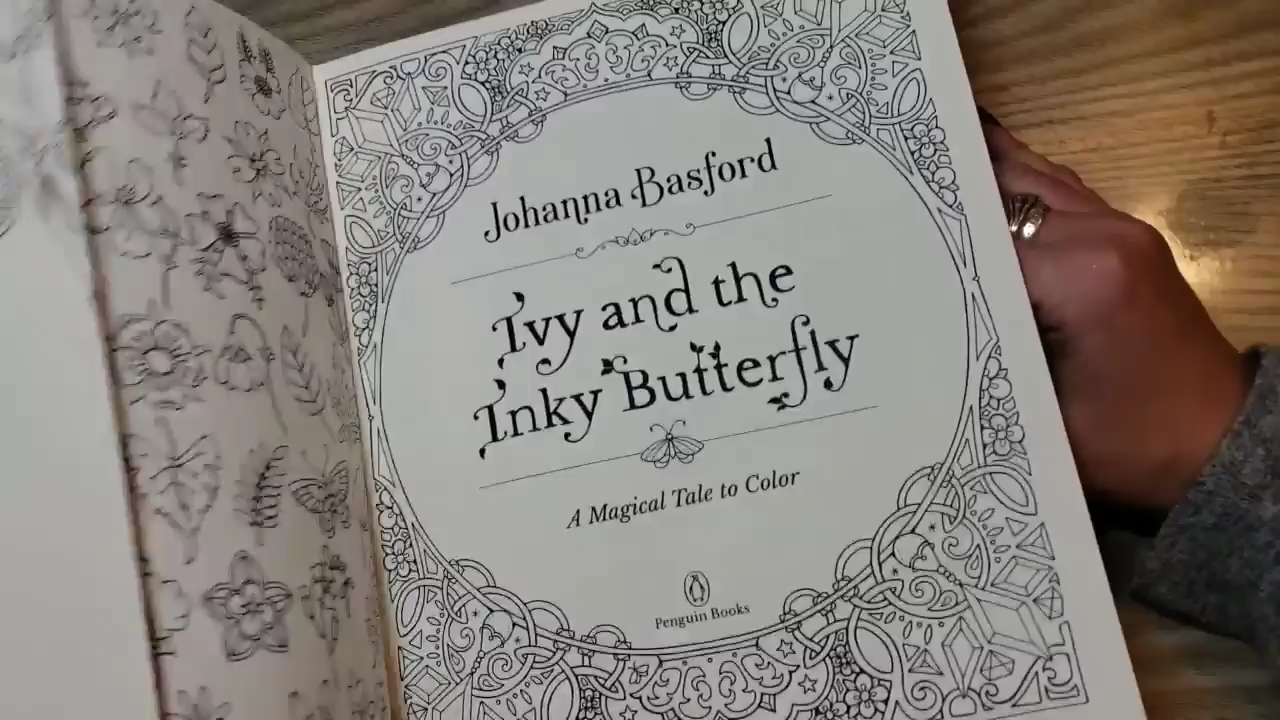 Johanna Basford
Ivy and the
Inky Butterfly
A Magical Tale to Color
Penguin Books